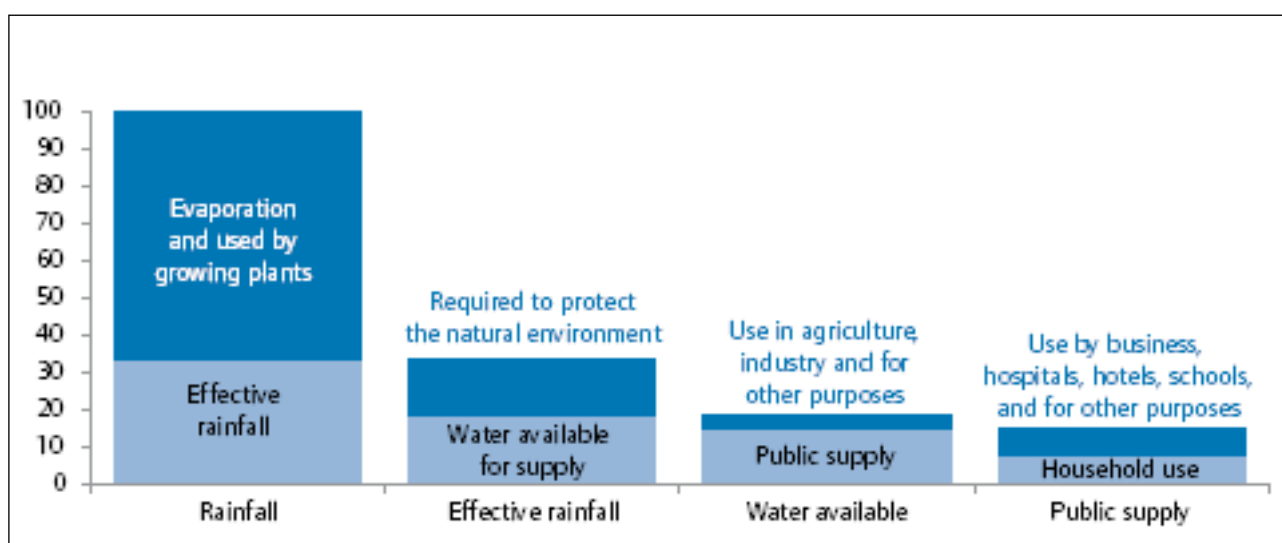 100
90
80
70
60
50
40
30
20
10
0
Evaporation
and used by
growing plants
Effective
rainfall
Required to protect
the natural environment
Water available
for supply
Use in agriculture,
industry and for
other purposes
Public supply
Use by business,
hospitals, hotels, schools,
and for other purposes
Household use
Rainfall
Effective rainfall
Water available
Public supply